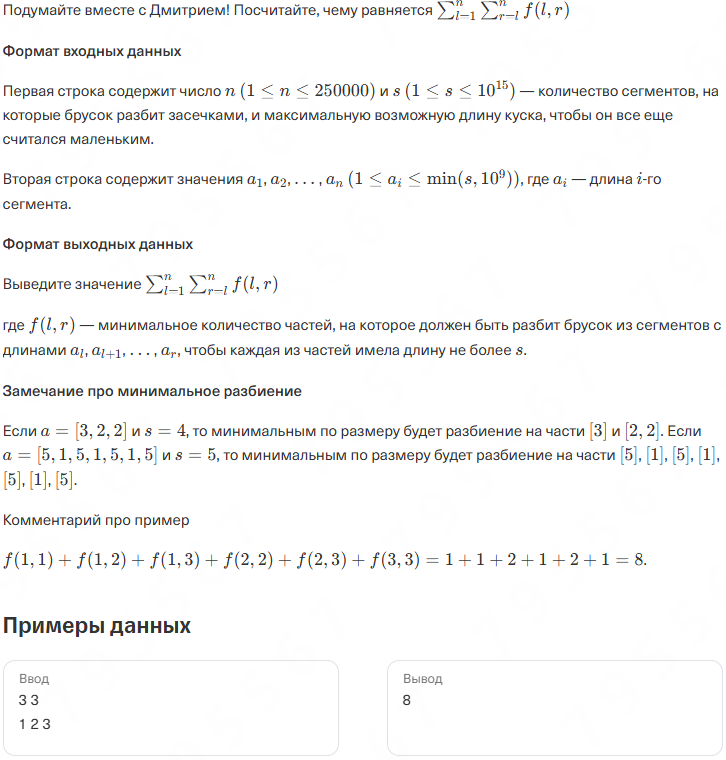 Подумайте вместе с Дмитрием! Посчитайте, чему равняется $\sum_{l=1}^{n} \sum_{r=l}^{n} f(l, r)$
Формат входных данных
Первая строка содержит число $n$ $(1 \leq n \leq 250000)$ и $s$ $(1 \leq s \leq 10^{15})$ — количество сегментов, на
которые брусок разбит засечками, и максимальную возможную длину куска, чтобы он все еще
считался маленьким.
Вторая строка содержит значения $a_1, a_2, \ldots, a_n$ $(1 \leq a_i \leq \min(s, 10^9))$, где $a_i$ — длина $i$-го
сегмента.
Формат выходных данных
Выведите значение $\sum_{l=1}^{n} \sum_{r=l}^{n} f(l, r)$
где $f(l, r)$ — минимальное количество частей, на которое должен быть разбит брусок из сегментов с
длинами $a_l, a_{l+1}, \ldots, a_r$, чтобы каждая из частей имела длину не более $s$.
Замечание про минимальное разбиение
Если $a = [3, 2, 2]$ и $s = 4$, то минимальным по размеру будет разбиение на части $[3]$ и $[2, 2]$. Если
$a = [5, 1, 5, 1, 5, 1, 5]$ и $s = 5$, то минимальным по размеру будет разбиение на части $[5]$, $[1]$, $[5]$, $[1]$,
$[5]$, $[1]$, $[5]$.
Комментарий про пример
$f(1, 1) + f(1, 2) + f(1, 3) + f(2, 2) + f(2, 3) + f(3, 3) = 1 + 1 + 2 + 1 + 2 + 1 = 8$.
Примеры данных
Ввод
3 3
1 2 3
Вывод
8